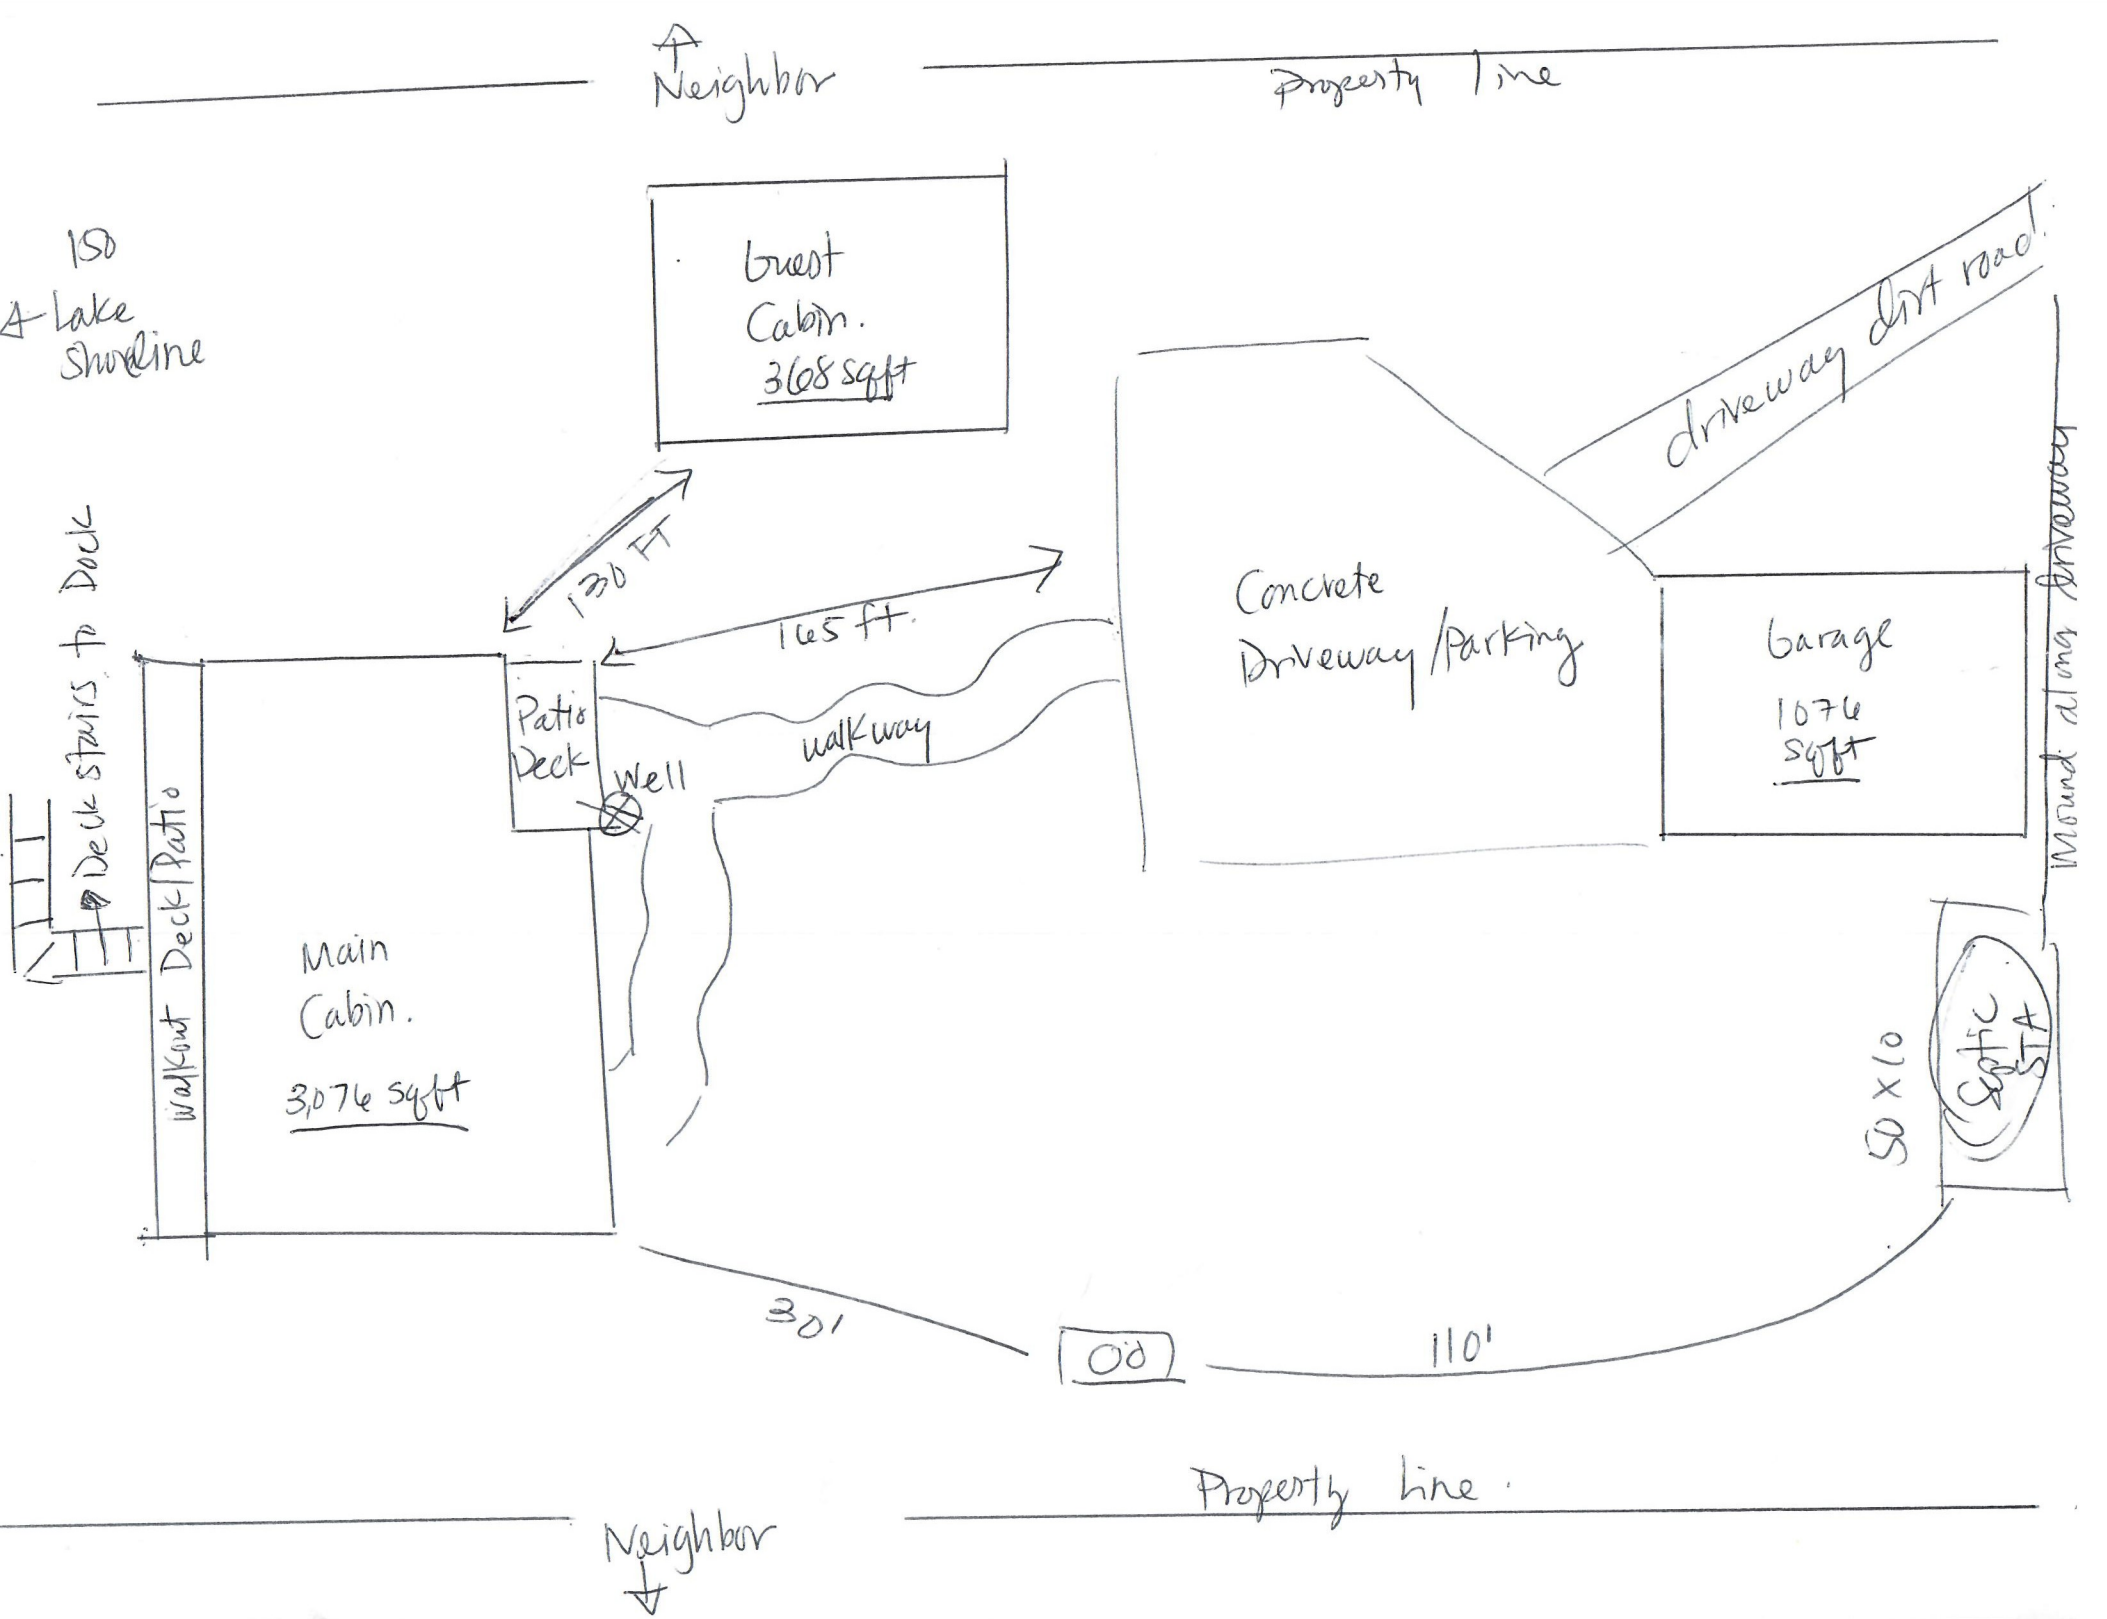 Neighbor
Property line
150
Lake
Shoreline
Guest
Cabin.
368 sqft
driveway dirt road.
130 FT
165 ft.
Deck stairs to Dock
Concrete
Driveway/Parking
Garage
1076
sqft
Mound along driveway
Patio
Deck
Well
walkway
Walkout Deck/Patio
Main
Cabin.
3,076 sqft
Septic
STA
50 x 10
30'
110'
Property Line.
Neighbor